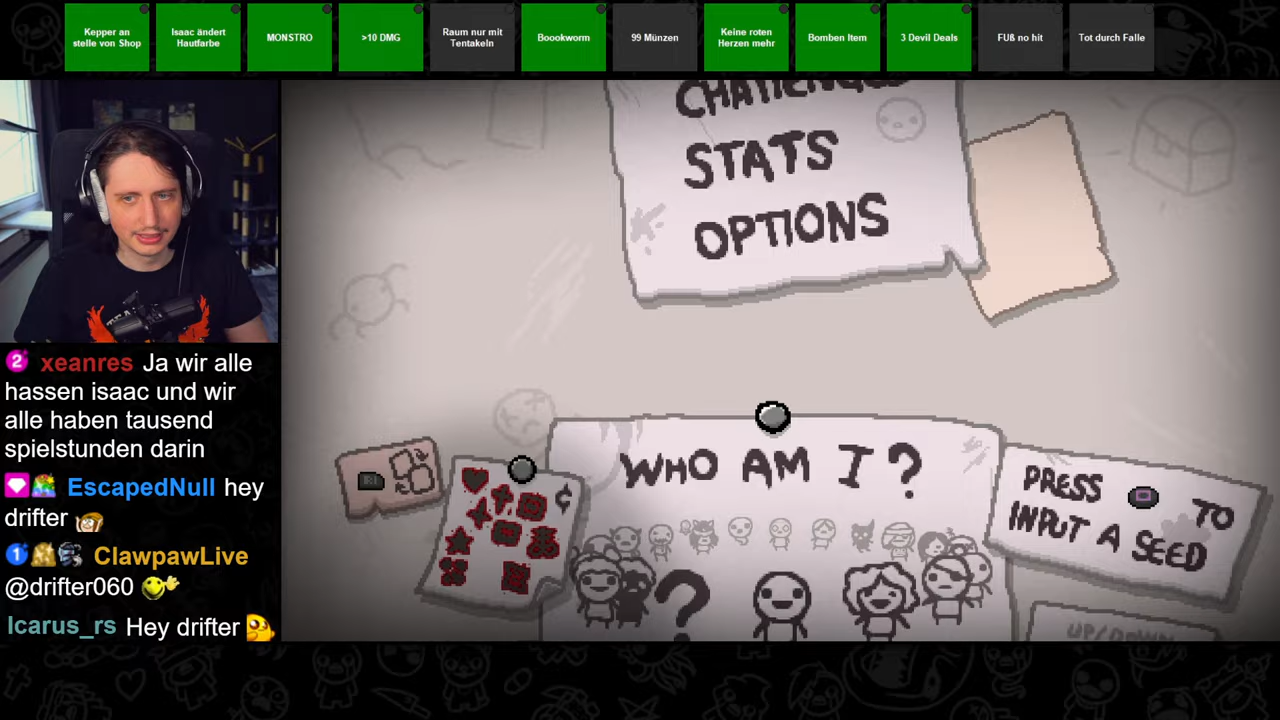 Kepper an
stelle von Shop
Isaac ändert
Hautfarbe
MONSTRO
>10 DMG
Raum nur mit
Tentakeln
Boookworm
99 Münzen
Keine roten
Herzen mehr
Bomben Item
3 Devil Deals
FUß no hit
Tot durch Falle
STATS
OPTIONS
WHO AM I?
PRESS TO
INPUT A SEED
¢
?
2 xeanres Ja wir alle
hassen isaac und wir
alle haben tausend
spielstunden darin
EscapedNull hey
drifter
1 ClawpawLive
@drifter060
Icarus_rs Hey drifter